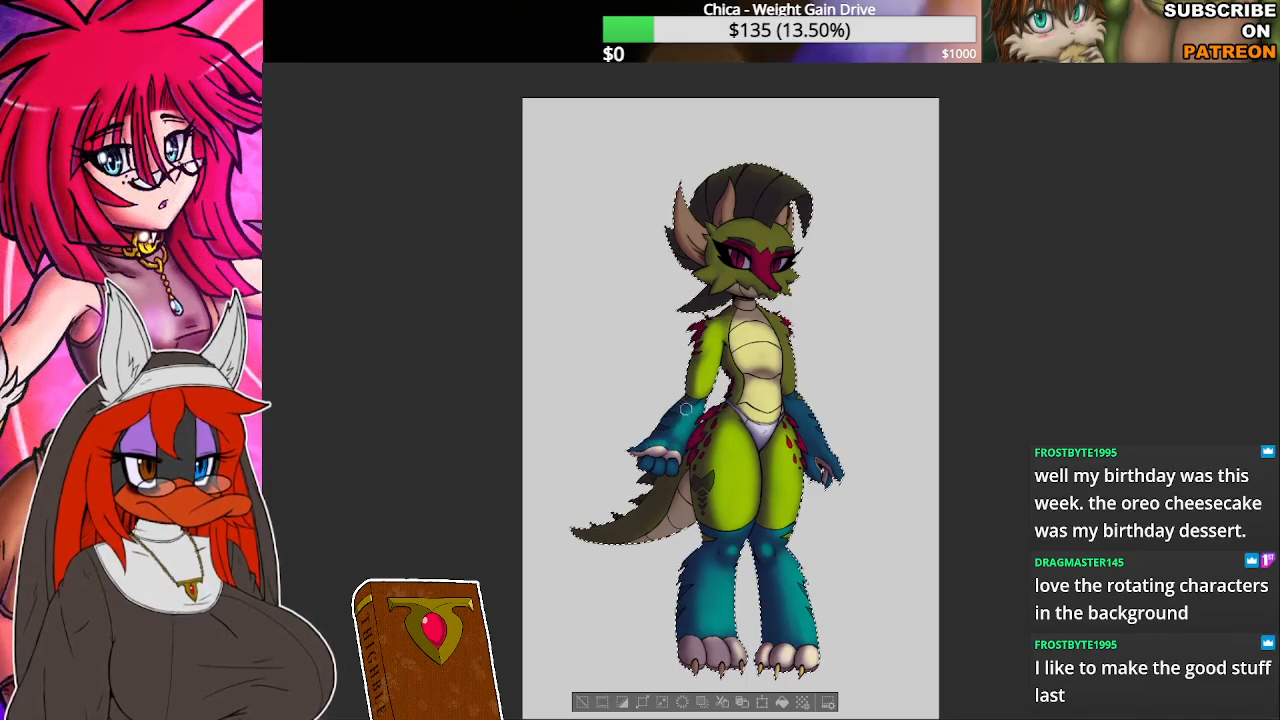 Chica - Weight Gain Drive
$135 (13.50%)
$0
$1000
SUBSCRIBE
ON
PATREON
THIGHBLE
FROSTBYTE1995
well my birthday was this
week. the oreo cheesecake
was my birthday dessert.
DRAGMASTER145
1st
love the rotating characters
in the background
FROSTBYTE1995
I like to make the good stuff
last